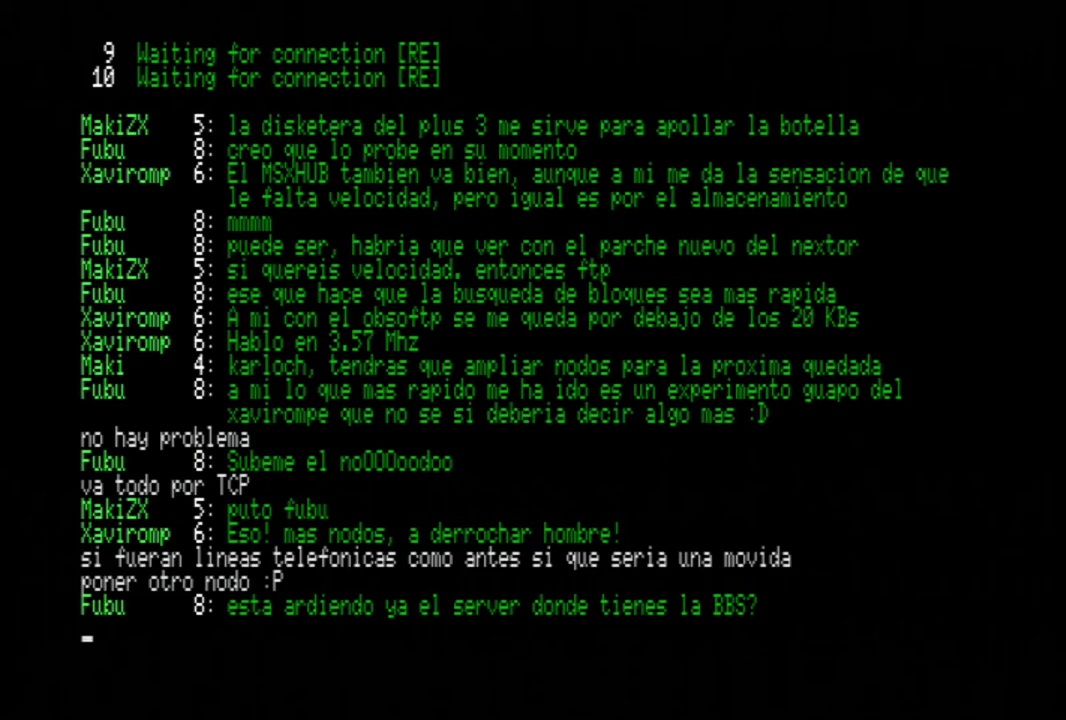 9 Waiting for connection [RE]
10 Waiting for connection [RE]
MakiZX 5: la disketera del plus 3 me sirve para apollar la botella
Fubu 8: creo que lo probe en su momento
Xaviromp 6: El MSXHUB tambien va bien, aunque a mi me da la sensacion de que
le falta velocidad, pero igual es por el almacenamiento
Fubu 8: mmmm
Fubu 8: puede ser, habria que ver con el parche nuevo del nextor
MakiZX 5: si quereis velocidad. entonces ftp
Fubu 8: ese que hace que la busqueda de bloques sea mas rapida
Xaviromp 6: A mi con el obsoftp se me queda por debajo de los 20 KBs
Xaviromp 6: Hablo en 3.57 Mhz
Maki 4: karloch, tendras que ampliar nodos para la proxima quedada
Fubu 8: a mi lo que mas rapido me ha ido es un experimento guapo del
xavirompe que no se si deberia decir algo mas :D
no hay problema
Fubu 8: Subeme el noOOOoodoo
va todo por TCP
MakiZX 5: puto fubu
Xaviromp 6: Eso! mas nodos, a derrochar hombre!
si fueran lineas telefonicas como antes si que seria una movida
poner otro nodo :P
Fubu 8: esta ardiendo ya el server donde tienes la BBS?